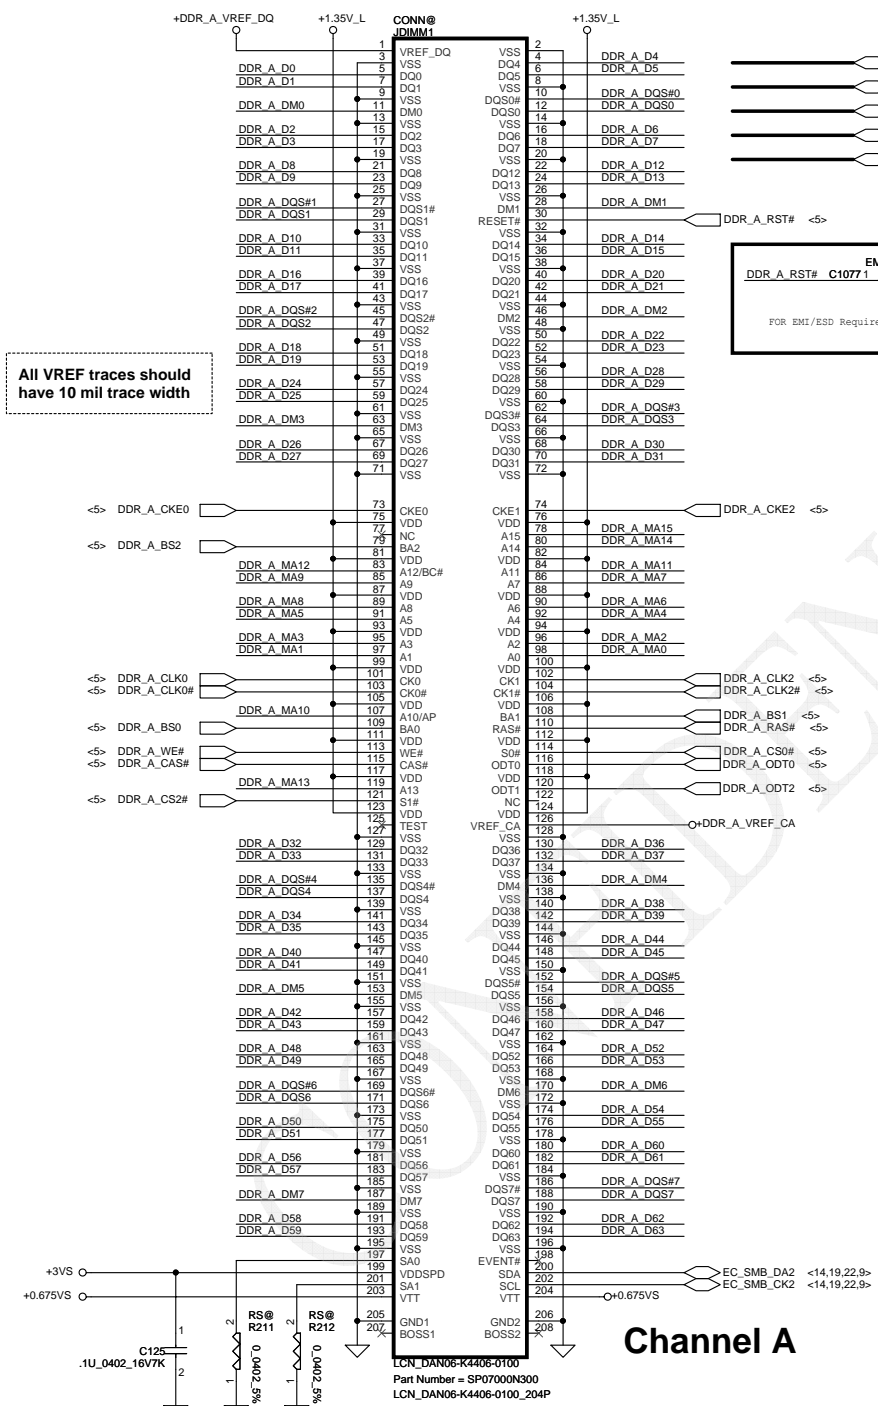 +DDR_A_VREF_DQ +1.35V_L CONN@ +1.35V_L
JDIMM1
1 VREF_DQ VSS 2
3 VSS DQ4 4 DDR_A_D4
DDR_A_D0 5 DQ0 DQ5 6 DDR_A_D5
DDR_A_D1 7 DQ1 VSS 8
9 VSS DQS0# 10 DDR_A_DQS#0
DDR_A_DM0 11 DM0 DQS0 12 DDR_A_DQS0
13 VSS VSS 14
DDR_A_D2 15 DQ2 DQ6 16 DDR_A_D6
DDR_A_D3 17 DQ3 DQ7 18 DDR_A_D7
19 VSS VSS 20
DDR_A_D8 21 DQ8 DQ12 22 DDR_A_D12
DDR_A_D9 23 DQ9 DQ13 24 DDR_A_D13
25 VSS VSS 26
DDR_A_DQS#1 27 DQS1# DM1 28 DDR_A_DM1
DDR_A_DQS1 29 DQS1 RESET# 30 DDR_A_RST# <5>
31 VSS VSS 32
DDR_A_D10 33 DQ10 DQ14 34 DDR_A_D14
DDR_A_D11 35 DQ11 DQ15 36 DDR_A_D15
37 VSS VSS 38
DDR_A_D16 39 DQ16 DQ20 40 DDR_A_D20
DDR_A_D17 41 DQ17 DQ21 42 DDR_A_D21
43 VSS VSS 44
DDR_A_DQS#2 45 DQS2# DM2 46 DDR_A_DM2
DDR_A_DQS2 47 DQS2 VSS 48
49 VSS DQ22 50 DDR_A_D22
DDR_A_D18 51 DQ18 DQ23 52 DDR_A_D23
DDR_A_D19 53 DQ19 VSS 54
55 VSS DQ28 56 DDR_A_D28
DDR_A_D24 57 DQ24 DQ29 58 DDR_A_D29
DDR_A_D25 59 DQ25 VSS 60
61 VSS DQS3# 62 DDR_A_DQS#3
DDR_A_DM3 63 DM3 DQS3 64 DDR_A_DQS3
65 VSS VSS 66
DDR_A_D26 67 DQ26 DQ30 68 DDR_A_D30
DDR_A_D27 69 DQ27 DQ31 70 DDR_A_D31
71 VSS VSS 72
EM
DDR_A_RST# C1077 1
FOR EMI/ESD Require
All VREF traces should
have 10 mil trace width
<5> DDR_A_CKE0 73 CKE0 CKE1 74 DDR_A_CKE2 <5>
75 VDD VDD 76
77 NC A15 78 DDR_A_MA15
<5> DDR_A_BS2 79 BA2 A14 80 DDR_A_MA14
81 VDD VDD 82
DDR_A_MA12 83 A12/BC# A11 84 DDR_A_MA11
DDR_A_MA9 85 A9 A7 86 DDR_A_MA7
87 VDD VDD 88
DDR_A_MA8 89 A8 A6 90 DDR_A_MA6
DDR_A_MA5 91 A5 A4 92 DDR_A_MA4
93 VDD VDD 94
DDR_A_MA3 95 A3 A2 96 DDR_A_MA2
DDR_A_MA1 97 A1 A0 98 DDR_A_MA0
99 VDD VDD 100
<5> DDR_A_CLK0 101 CK0 CK1 102 DDR_A_CLK2 <5>
<5> DDR_A_CLK0# 103 CK0# CK1# 104 DDR_A_CLK2# <5>
105 VDD VDD 106
DDR_A_MA10 107 A10/AP BA1 108 DDR_A_BS1 <5>
<5> DDR_A_BS0 109 BA0 RAS# 110 DDR_A_RAS# <5>
111 VDD VDD 112
<5> DDR_A_WE# 113 WE# S0# 114 DDR_A_CS0# <5>
<5> DDR_A_CAS# 115 CAS# ODT0 116 DDR_A_ODT0 <5>
117 VDD VDD 118
DDR_A_MA13 119 A13 ODT1 120 DDR_A_ODT2 <5>
<5> DDR_A_CS2# 121 S1# NC 122
123 VDD VDD 124
125 TEST VREF_CA 126 +DDR_A_VREF_CA
127 VSS VSS 128
DDR_A_D32 129 DQ32 DQ36 130 DDR_A_D36
DDR_A_D33 131 DQ33 DQ37 132 DDR_A_D37
133 VSS VSS 134
DDR_A_DQS#4 135 DQS4# DM4 136 DDR_A_DM4
DDR_A_DQS4 137 DQS4 VSS 138
139 VSS DQ38 140 DDR_A_D38
DDR_A_D34 141 DQ34 DQ39 142 DDR_A_D39
DDR_A_D35 143 DQ35 VSS 144
145 VSS DQ44 146 DDR_A_D44
DDR_A_D40 147 DQ40 DQ45 148 DDR_A_D45
DDR_A_D41 149 DQ41 VSS 150
151 VSS DQS5# 152 DDR_A_DQS#5
DDR_A_DM5 153 DM5 DQS5 154 DDR_A_DQS5
155 VSS VSS 156
DDR_A_D42 157 DQ42 DQ46 158 DDR_A_D46
DDR_A_D43 159 DQ43 DQ47 160 DDR_A_D47
161 VSS VSS 162
DDR_A_D48 163 DQ48 DQ52 164 DDR_A_D52
DDR_A_D49 165 DQ49 DQ53 166 DDR_A_D53
167 VSS VSS 168
DDR_A_DQS#6 169 DQS6# DM6 170 DDR_A_DM6
DDR_A_DQS6 171 DQS6 VSS 172
173 VSS DQ54 174 DDR_A_D54
DDR_A_D50 175 DQ50 DQ55 176 DDR_A_D55
DDR_A_D51 177 DQ51 VSS 178
179 VSS DQ60 180 DDR_A_D60
DDR_A_D56 181 DQ56 DQ61 182 DDR_A_D61
DDR_A_D57 183 DQ57 VSS 184
185 VSS DQS7# 186 DDR_A_DQS#7
DDR_A_DM7 187 DM7 DQS7 188 DDR_A_DQS7
189 VSS VSS 190
DDR_A_D58 191 DQ58 DQ62 192 DDR_A_D62
DDR_A_D59 193 DQ59 DQ63 194 DDR_A_D63
195 VSS VSS 196
197 SA0 EVENT# 198
+3VS 199 VDDSPD SDA 200 EC_SMB_DA2 <14,19,22,9>
201 SA1 SCL 202 EC_SMB_CK2 <14,19,22,9>
+0.675VS 203 VTT VTT 204 +0.675VS
205 GND1 GND2 206
207 BOSS1 BOSS2 208
1
C125
.1U_0402_16V7K
2
RS@
R211
2
1
0_0402_5%
RS@
R212
2
1
0_0402_5%
LCN_DAN06-K4406-0100
Part Number = SP07000N300
LCN_DAN06-K4406-0100_204P
Channel A
CONFIDEN